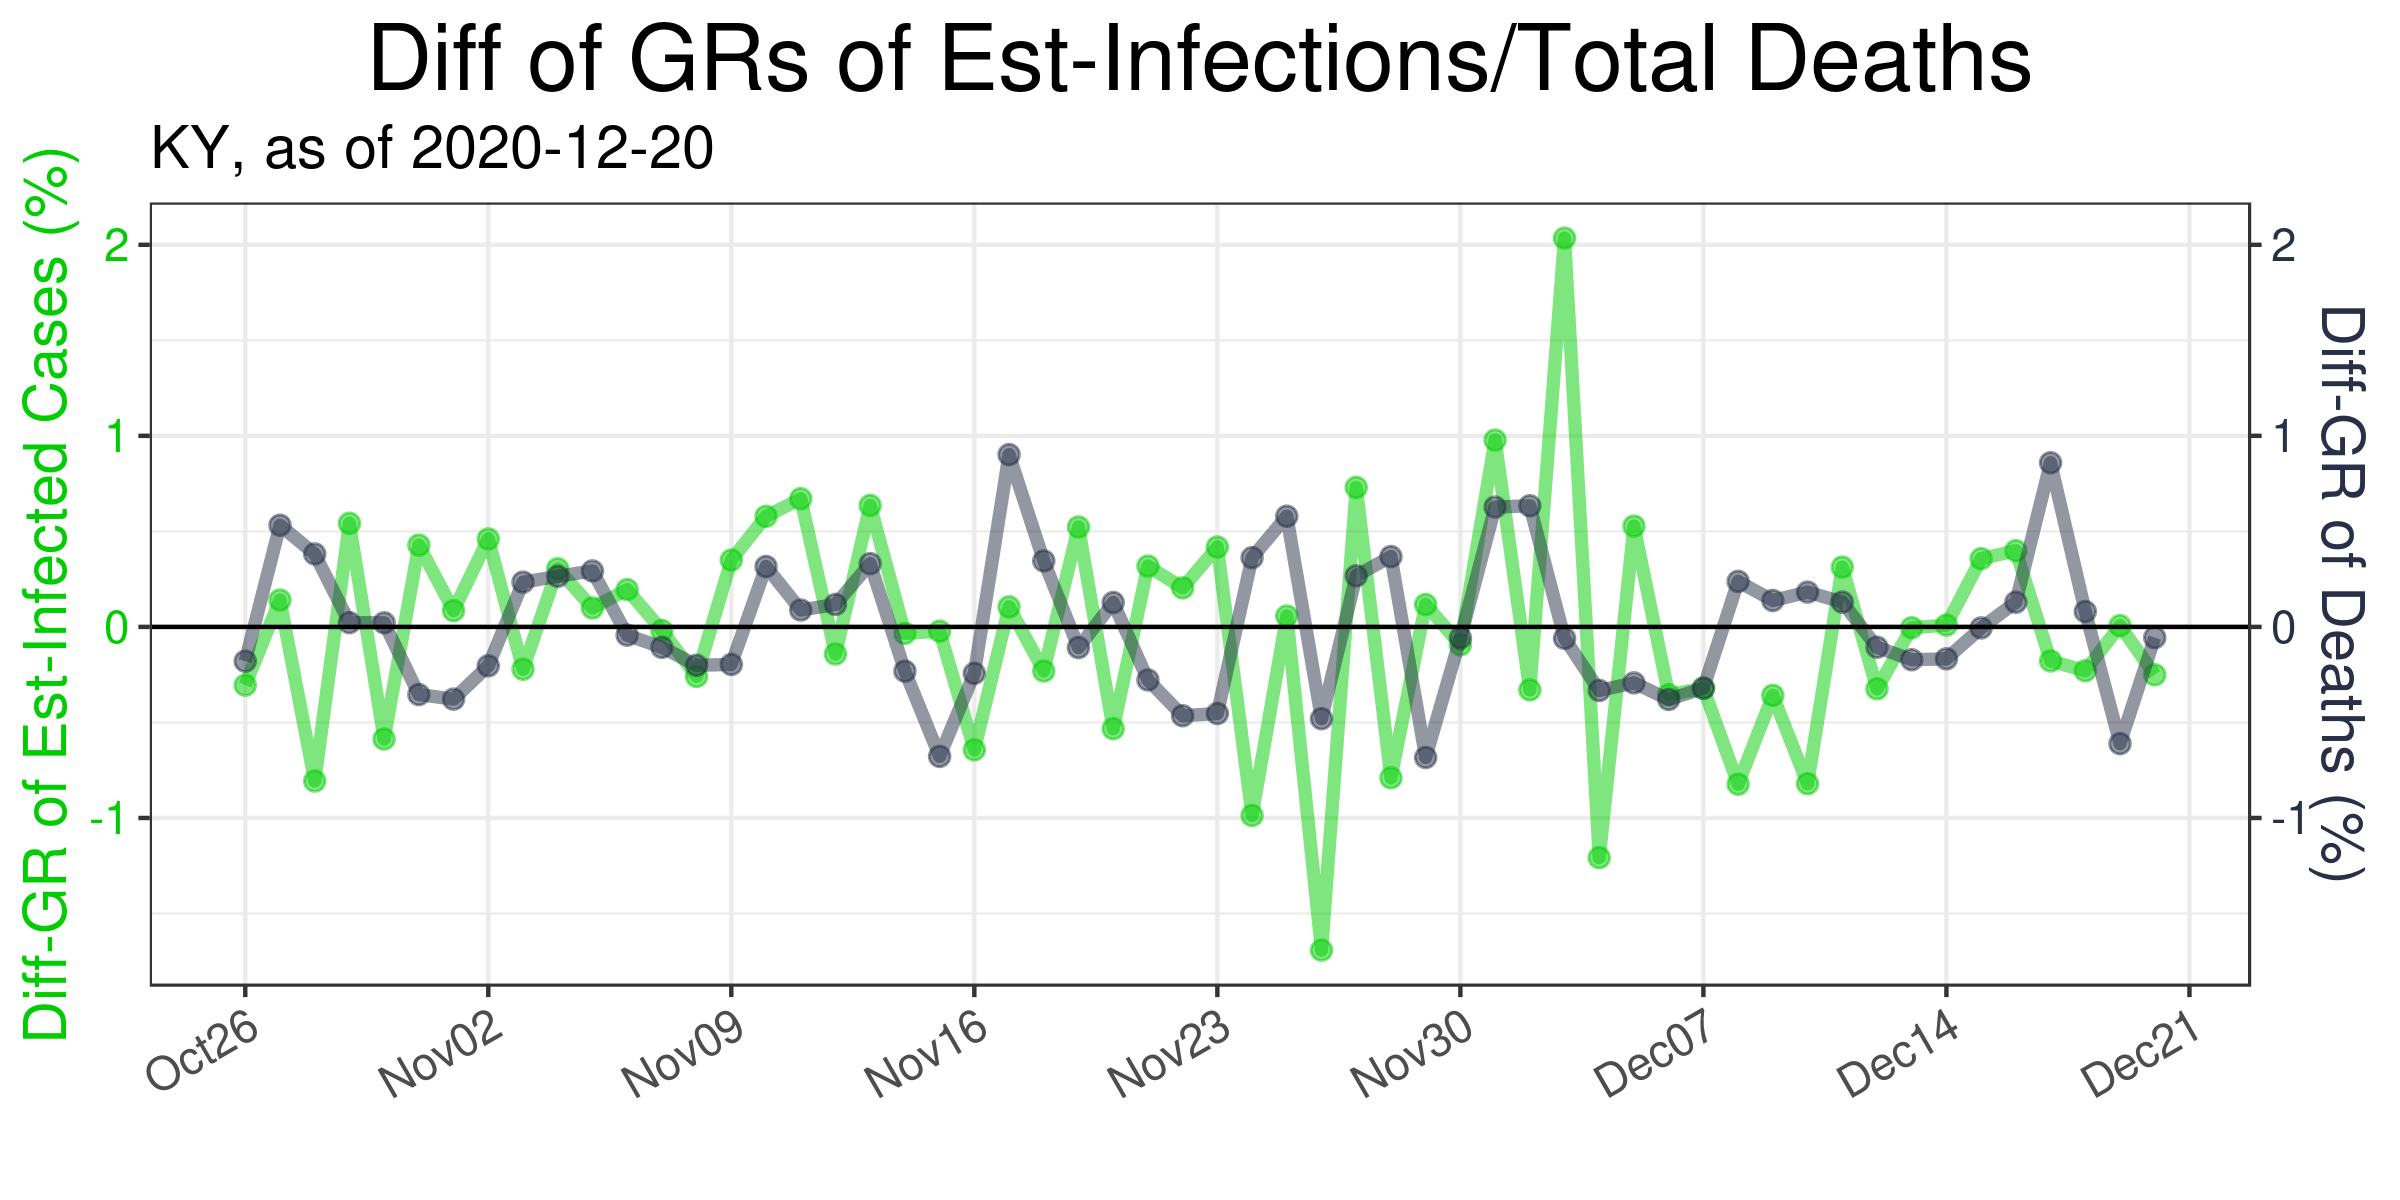 Diff of GRs of Est-Infections/Total Deaths
KY, as of 2020-12-20
Diff-GR of Est-Infected Cases (%)
2
1
0
-1
2
1
0
-1
Diff-GR of Deaths (%)
Oct26
Nov02
Nov09
Nov16
Nov23
Nov30
Dec07
Dec14
Dec21